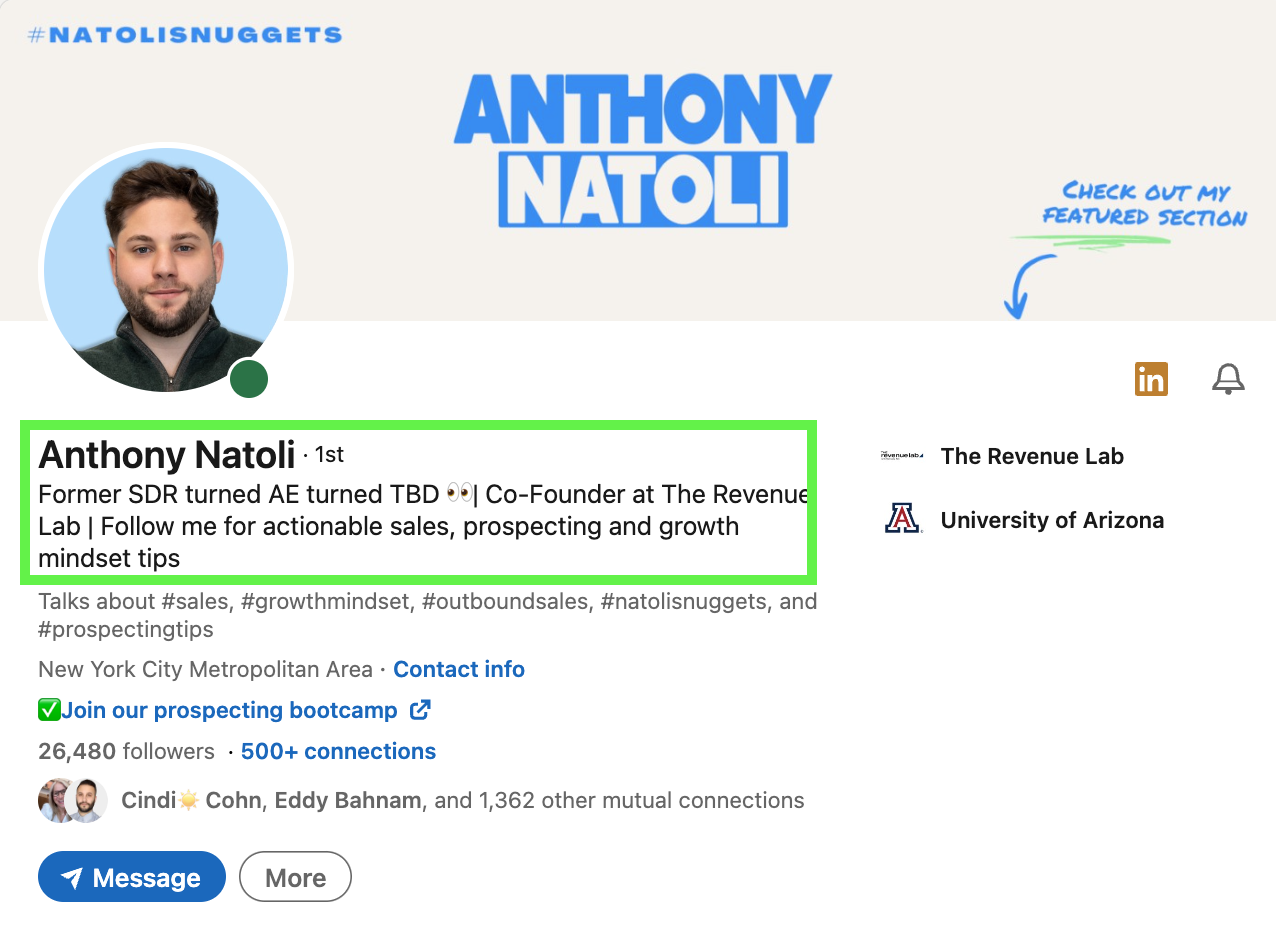 #NATOLISNUGGETS
ANTHONY
NATOLI
CHECK OUT MY
FEATURED SECTION
in
Anthony Natoli · 1st
Former SDR turned AE turned TBD 👀| Co-Founder at The Revenue
Lab | Follow me for actionable sales, prospecting and growth
mindset tips
Talks about #sales, #growthmindset, #outboundsales, #natolisnuggets, and
#prospectingtips
New York City Metropolitan Area · Contact info
✅Join our prospecting bootcamp
26,480 followers · 500+ connections
Cindi☀️ Cohn, Eddy Bahnam, and 1,362 other mutual connections
Message
More
revenuelab
The Revenue Lab
A
University of Arizona